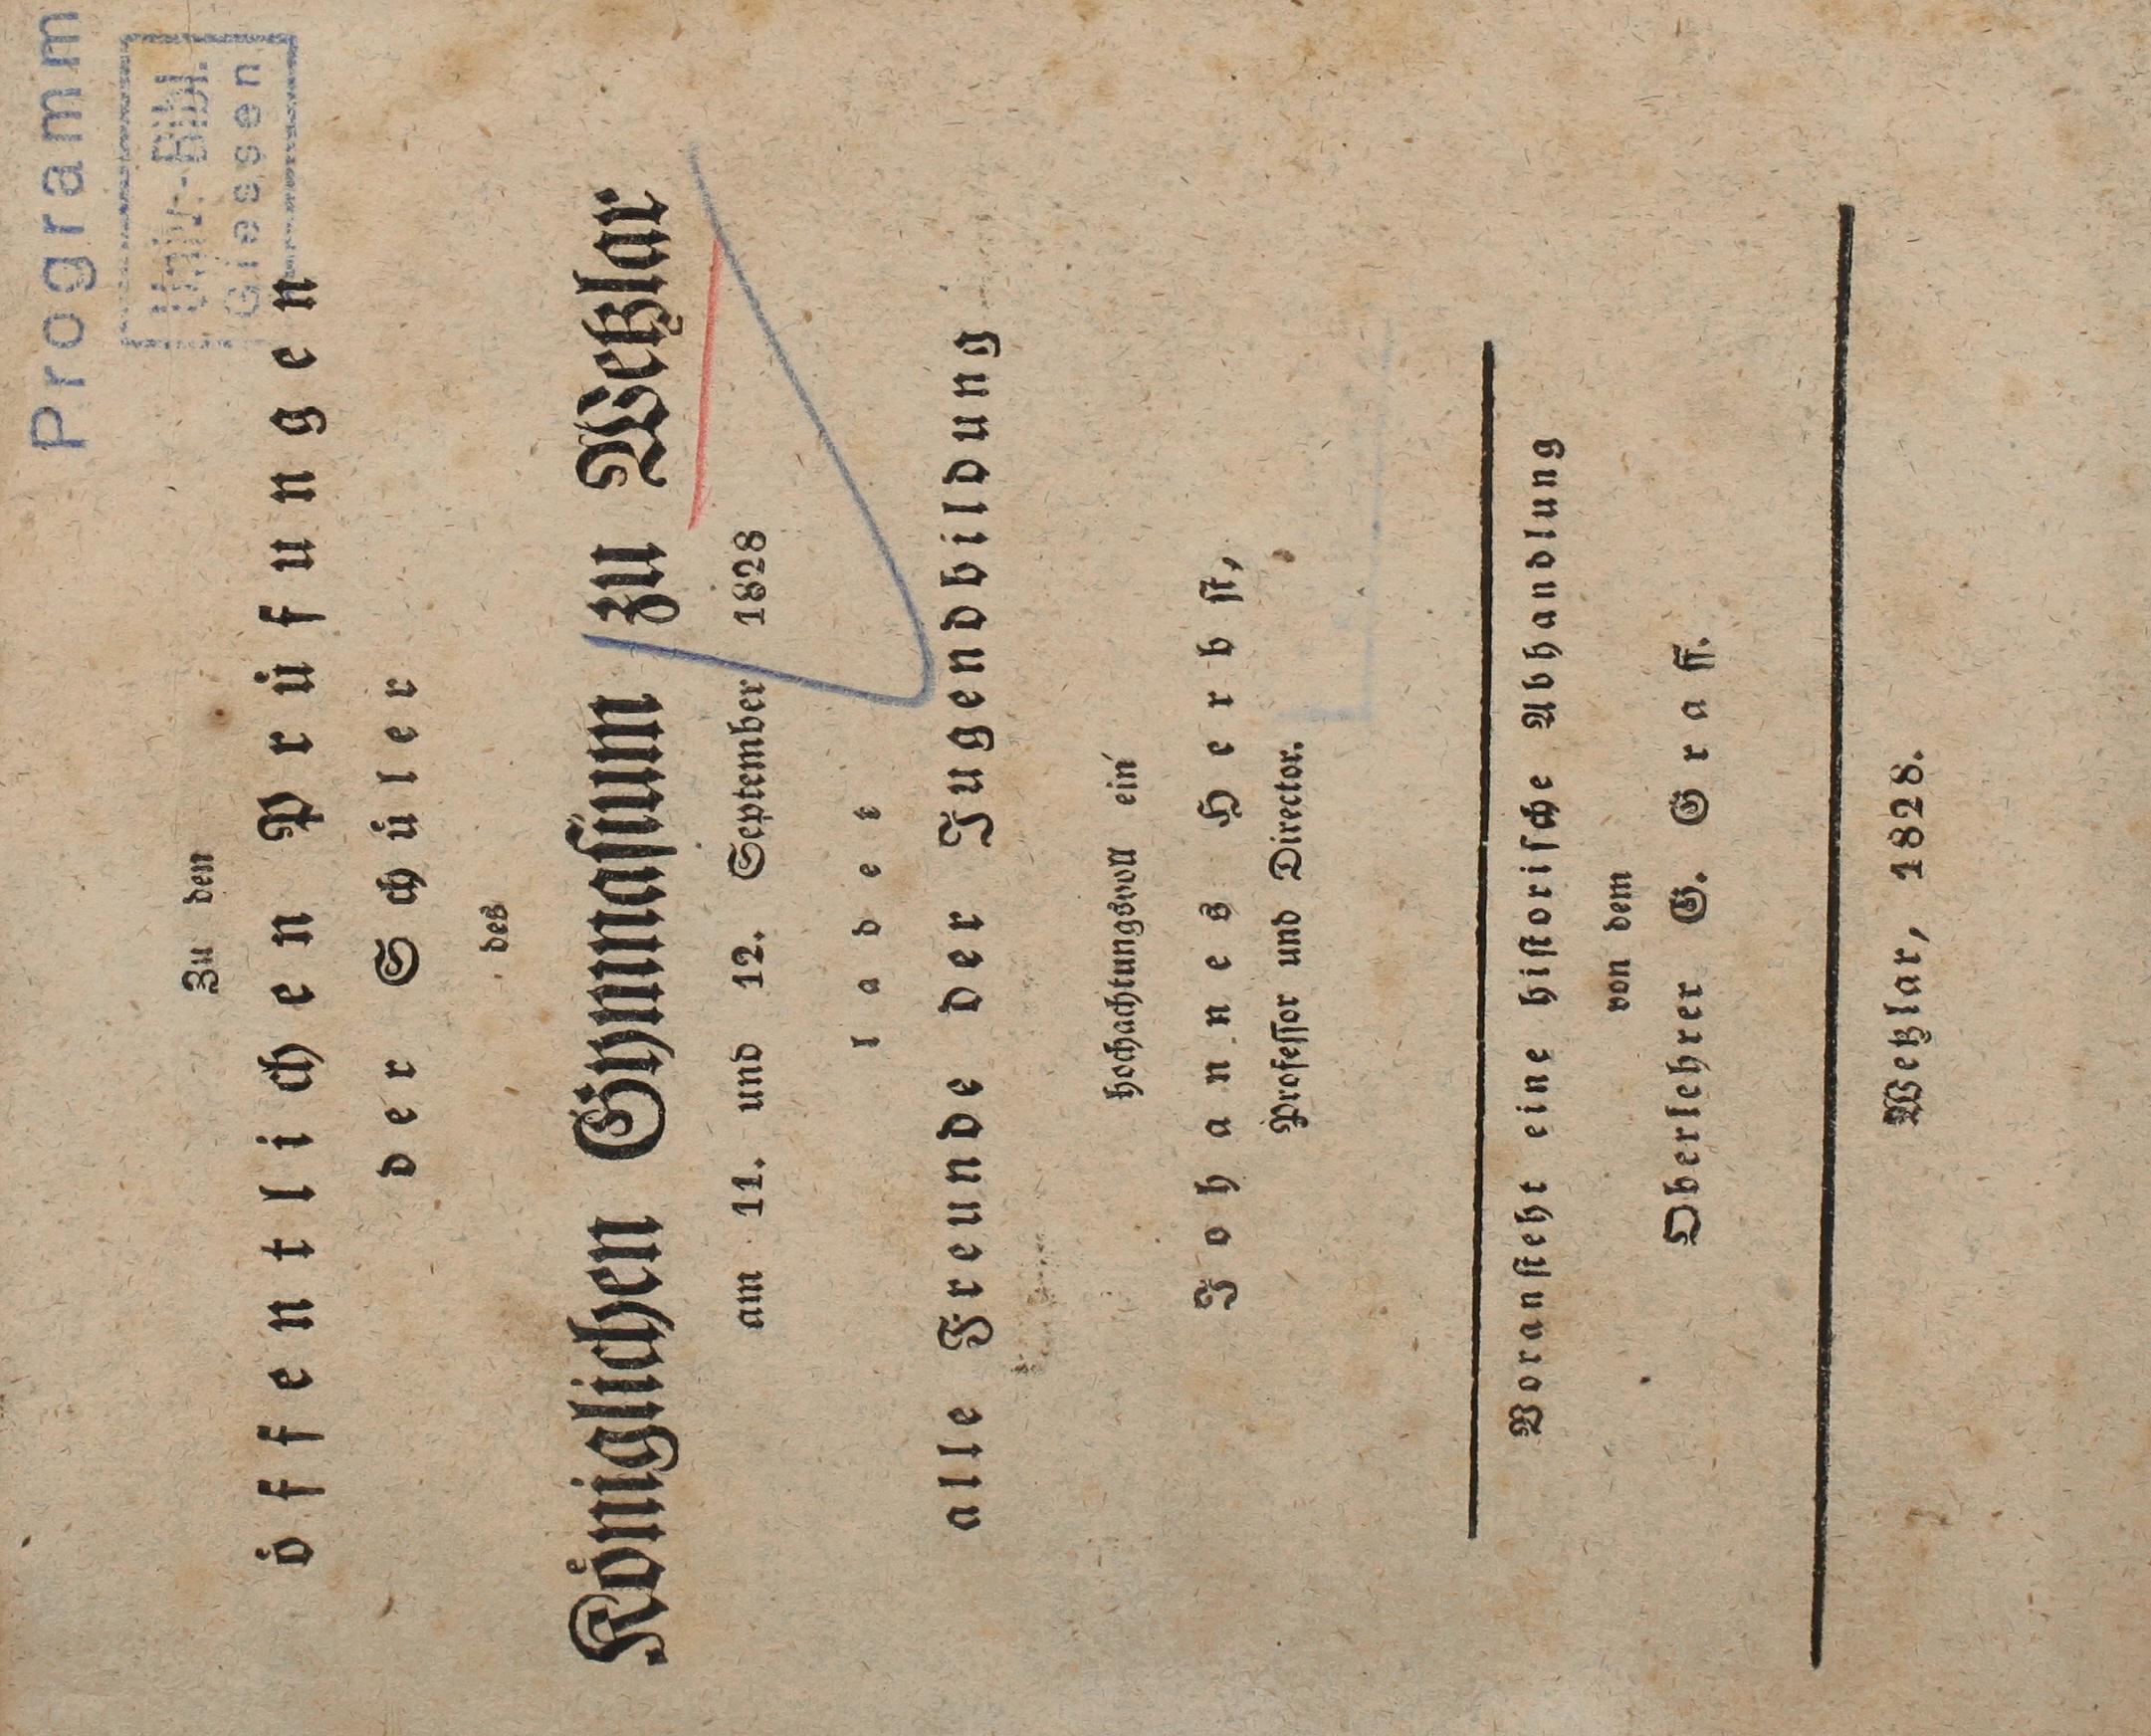 Programm
Univ.-Bibl.
Giessen
Zu den
öffentlichen Prüfungen
der Schüler
des
Königlichen Gymnasium zu Wetzlar
am 11. und 12. September 1828
ladet
alle Freunde der Jugendbildung
hochachtungsvoll ein
Johannes Herbst,
Professor und Director.
Voransteht eine historische Abhandlung
von dem
Oberlehrer G. Graff.
Wetzlar, 1828.